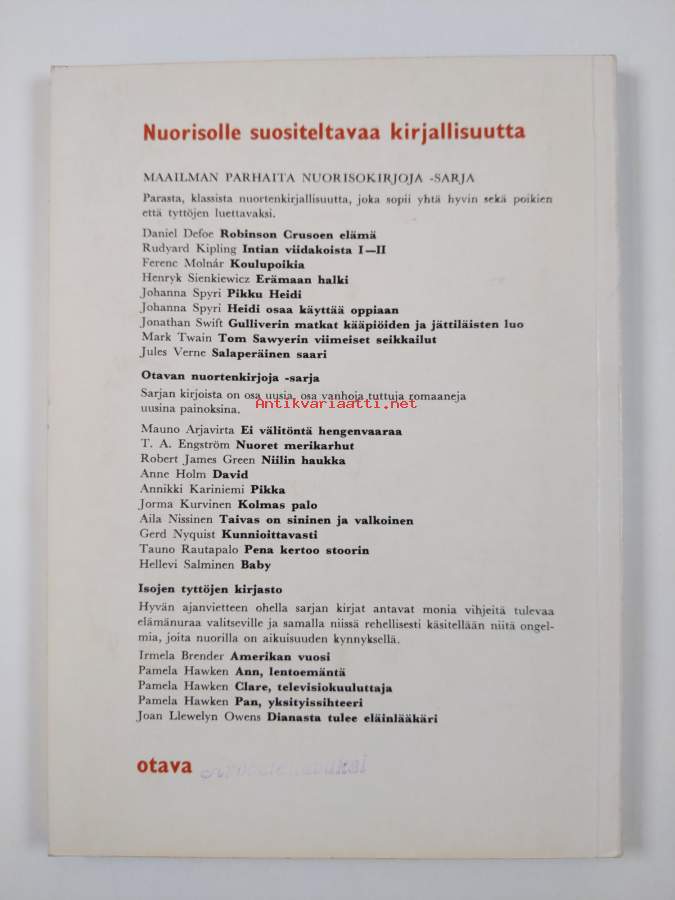 Nuorisolle suositeltavaa kirjallisuutta
MAAILMAN PARHAITA NUORISOKIRJOJA -SARJA
Parasta, klassista nuortenkirjallisuutta, joka sopii yhtä hyvin sekä poikien
että tyttöjen luettavaksi.
Daniel Defoe Robinson Crusoen elämä
Rudyard Kipling Intian viidakoista I—II
Ferenc Molnár Koulupoikia
Henryk Sienkiewicz Erämaan halki
Johanna Spyri Pikku Heidi
Johanna Spyri Heidi osaa käyttää oppiaan
Jonathan Swift Gulliverin matkat kääpiöiden ja jättiläisten luo
Mark Twain Tom Sawyerin viimeiset seikkailut
Jules Verne Salaperäinen saari
Otavan nuortenkirjoja -sarja
Sarjan kirjoista on osa uusia, osa vanhoja tuttuja romaaneja
Antikvariaatti.net
uusina painoksina.
Mauno Arjavirta Ei välitöntä hengenvaaraa
T. A. Engström Nuoret merikarhut
Robert James Green Niilin haukka
Anne Holm David
Annikki Kariniemi Pikka
Jorma Kurvinen Kolmas palo
Aila Nissinen Taivas on sininen ja valkoinen
Gerd Nyquist Kunnioittavasti
Tauno Rautapalo Pena kertoo stoorin
Hellevi Salminen Baby
Isojen tyttöjen kirjasto
Hyvän ajanvietteen ohella sarjan kirjat antavat monia vihjeitä tulevaa
elämänuraa valitseville ja samalla niissä rehellisesti käsitellään niitä ongel-
mia, joita nuorilla on aikuisuuden kynnyksellä.
Irmela Brender Amerikan vuosi
Pamela Hawken Ann, lentoemäntä
Pamela Hawken Clare, televisiokuuluttaja
Pamela Hawken Pan, yksityissihteeri
Joan Llewelyn Owens Dianasta tulee eläinlääkäri
otava